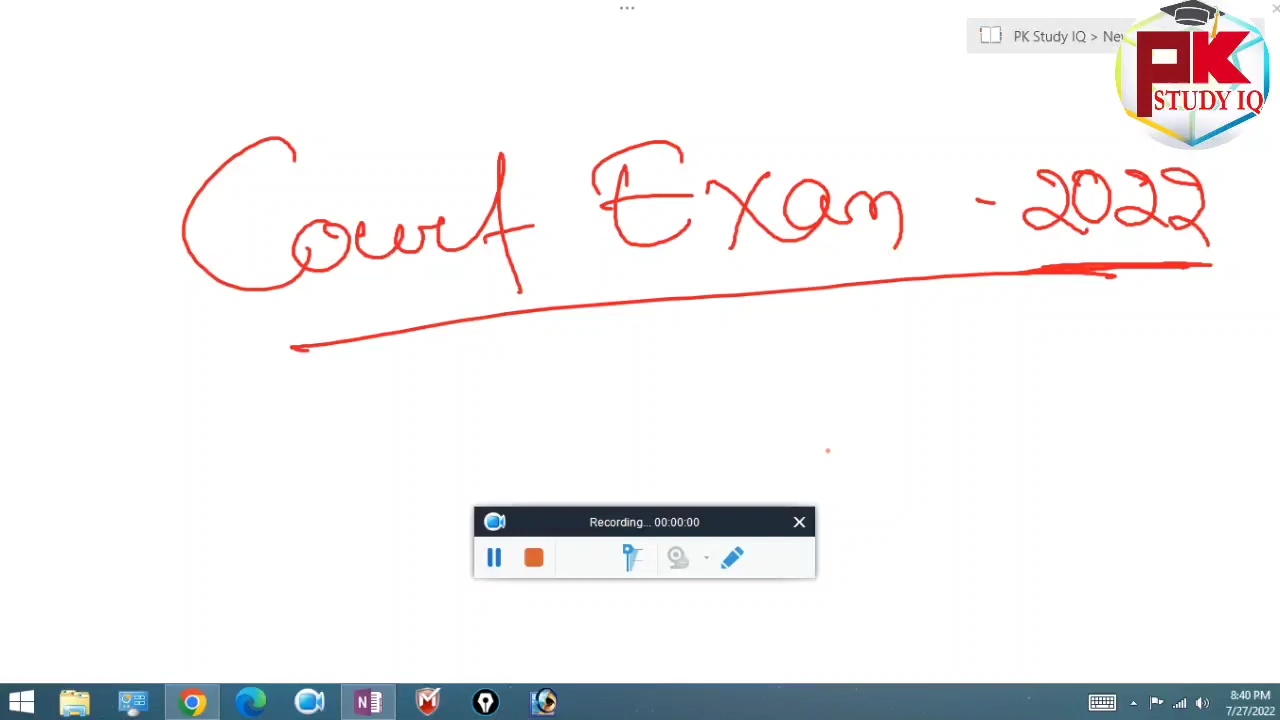 PK Study IQ > Ne
PK
STUDY IQ
Court Exam - 2022
Recording... 00:00:00
8:40 PM
7/27/2022